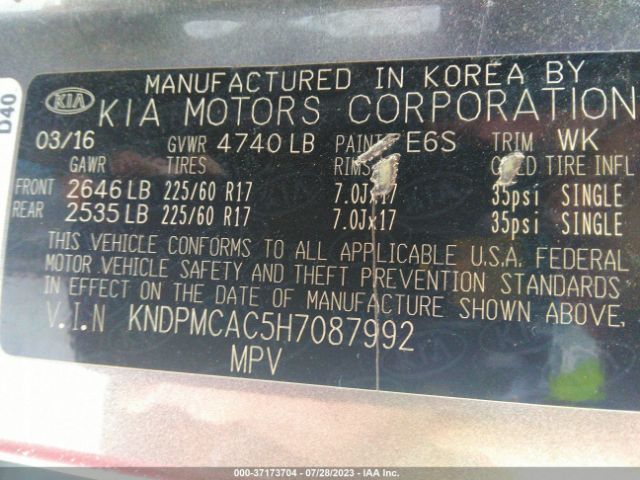 D40
MANUFACTURED IN KOREA BY
KIA KIA MOTORS CORPORATION
03/16 GVWR 4740 LB PAINT E6S TRIM WK
GAWR TIRES RIMS TIRE INFL
FRONT 2646 LB 225/60 R17 7.0Jx17 35psi SINGLE
REAR 2535 LB 225/60 R17 7.0Jx17 35psi SINGLE
THIS VEHICLE CONFORMS TO ALL APPLICABLE U.S.A. FEDERAL
MOTOR VEHICLE SAFETY AND THEFT PREVENTION STANDARDS
IN EFFECT ON THE DATE OF MANUFACTURE SHOWN ABOVE,
V.I.N KNDPMCAC5H7087992
MPV
000-37173704 / 07/28/2023 - IAA Inc.